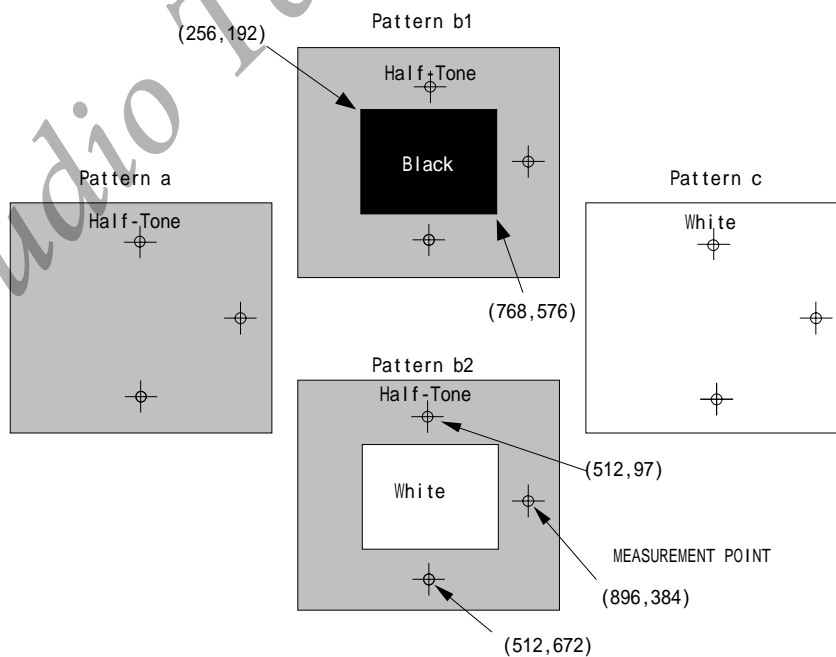 Pattern b1
(256,192)
Half-Tone
Black
(768,576)
Pattern a
Half-Tone
Pattern c
White
Pattern b2
Half-Tone
White
(512,97)
MEASUREMENT POINT
(896,384)
(512,672)